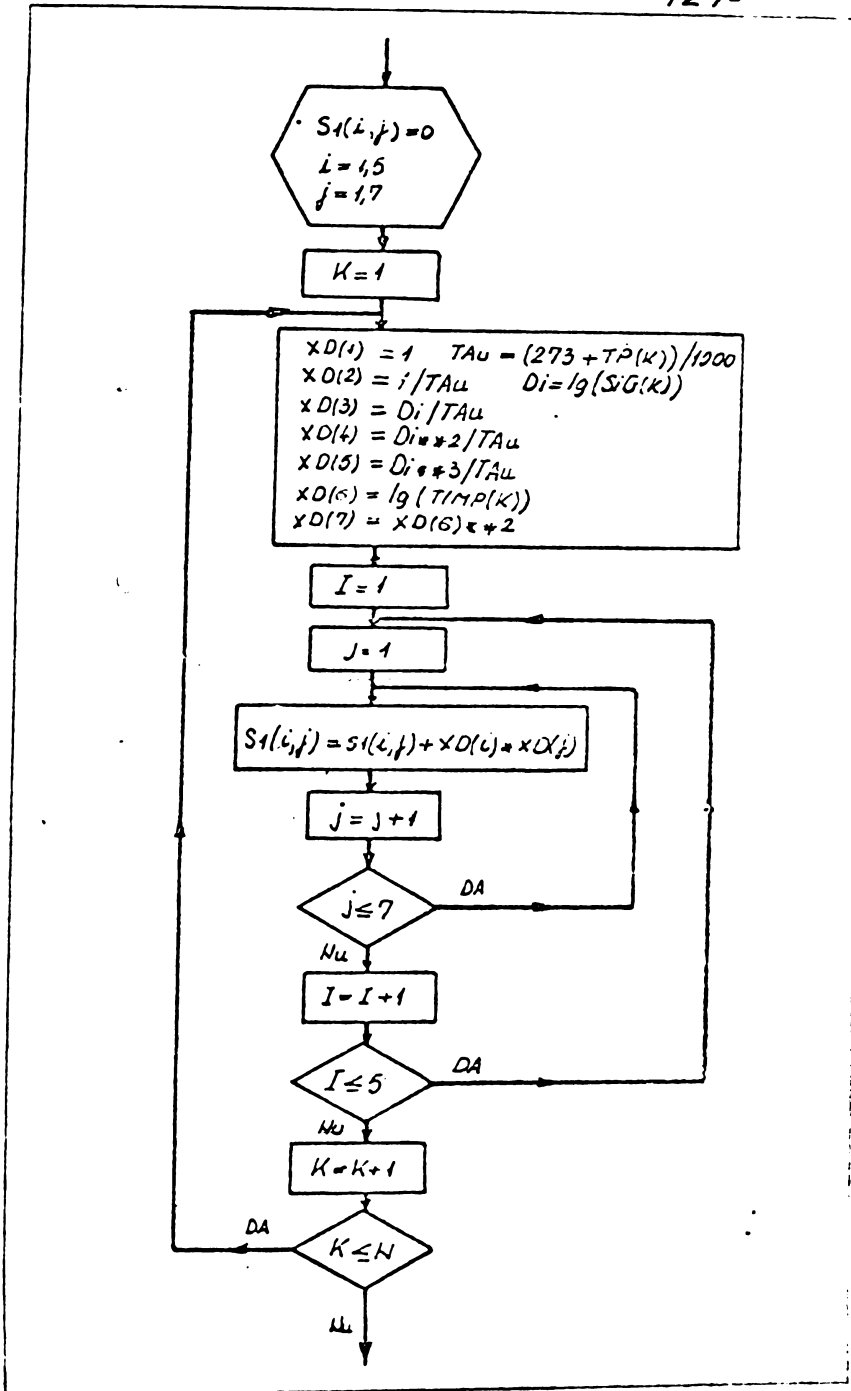 S1(i,j)=0
i=1,5
j=1,7
K=1
XD(1) = 1 TAu = (273 + TP(K))/1000
XD(2) = 1/TAu Di=lg(SiG(K))
XD(3) = Di/TAu
XD(4) = Di**2/TAu
XD(5) = Di**3/TAu
XD(6) = lg(TIMP(K))
XD(7) = XD(6)**2
I=1
J=1
S1(i,j) = S1(i,j) + XD(i)*XD(j)
j=j+1
j≤7 DA
Nu
I=I+1
I≤5 DA
Nu
K=K+1
DA K≤N
Nu